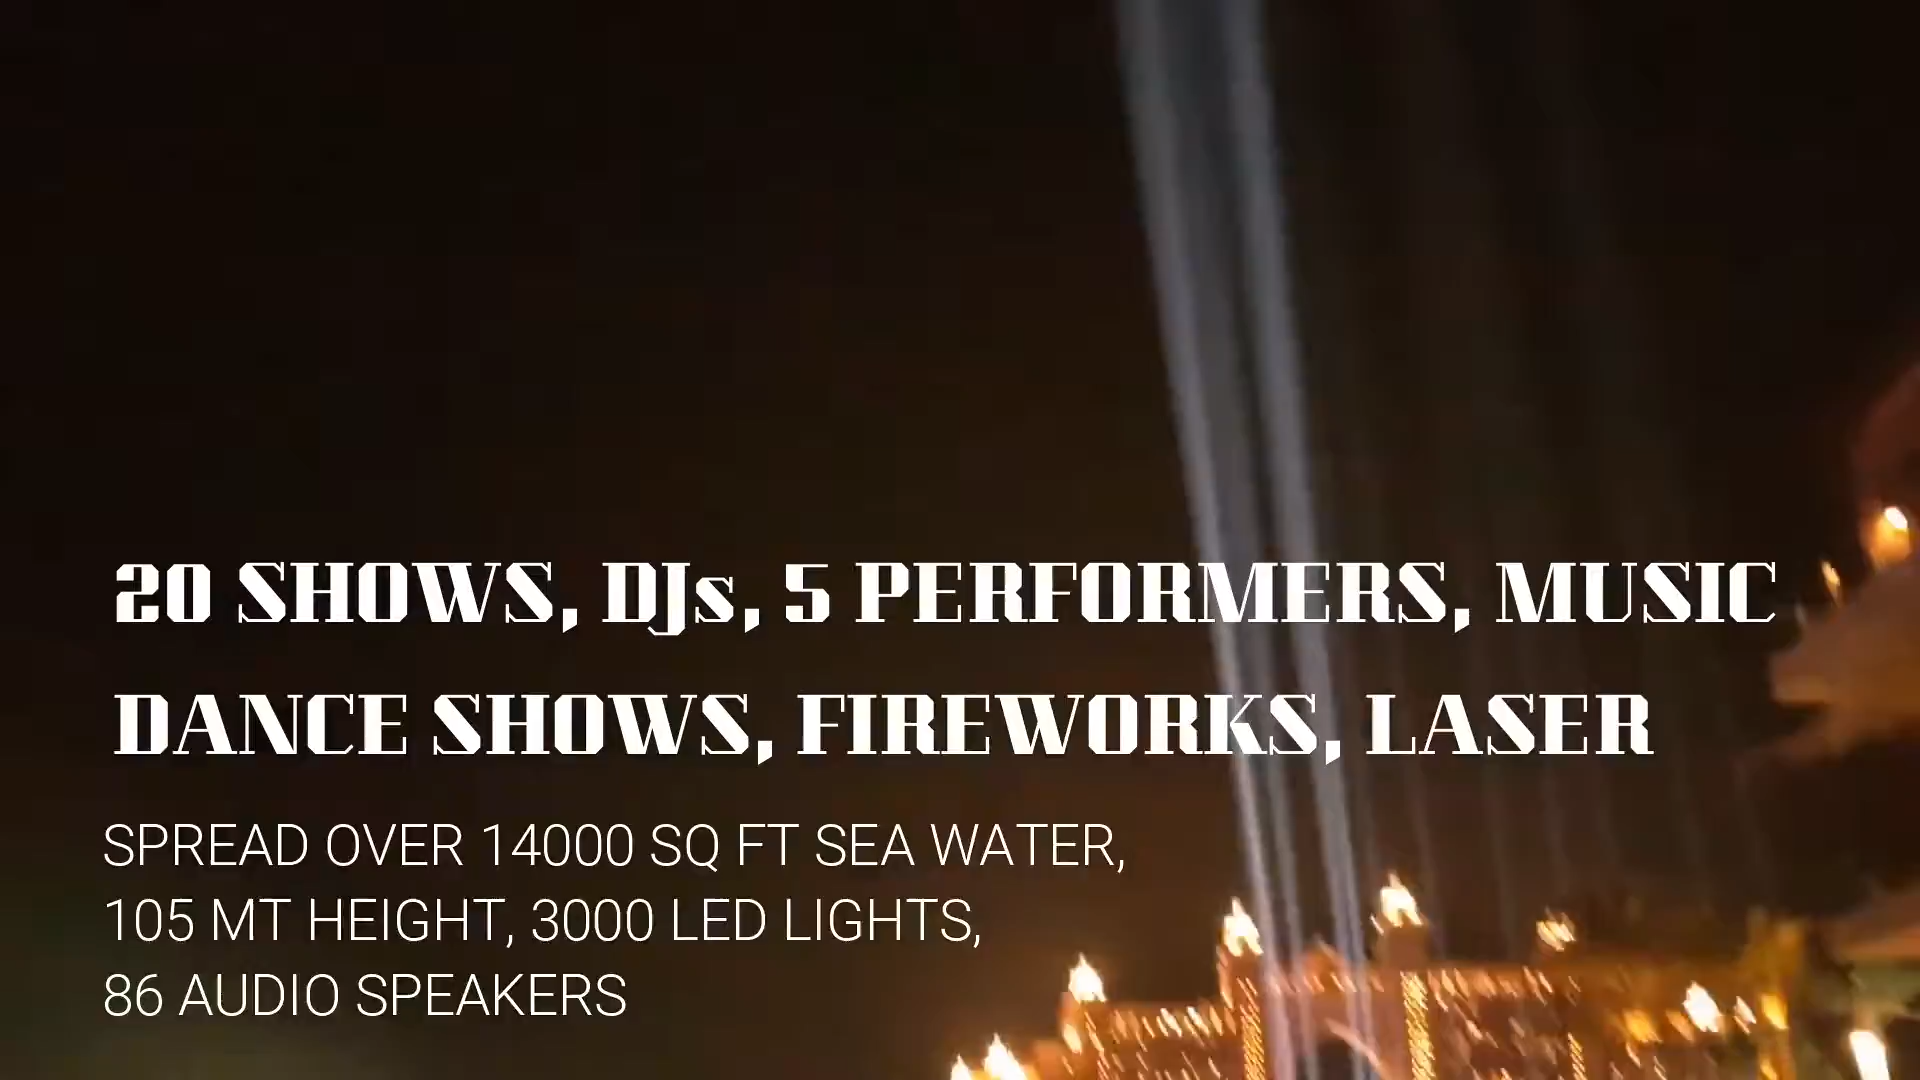 20 SHOWS, DJs, 5 PERFORMERS, MUSIC
DANCE SHOWS, FIREWORKS, LASER
SPREAD OVER 14000 SQ FT SEA WATER,
105 MT HEIGHT, 3000 LED LIGHTS,
86 AUDIO SPEAKERS